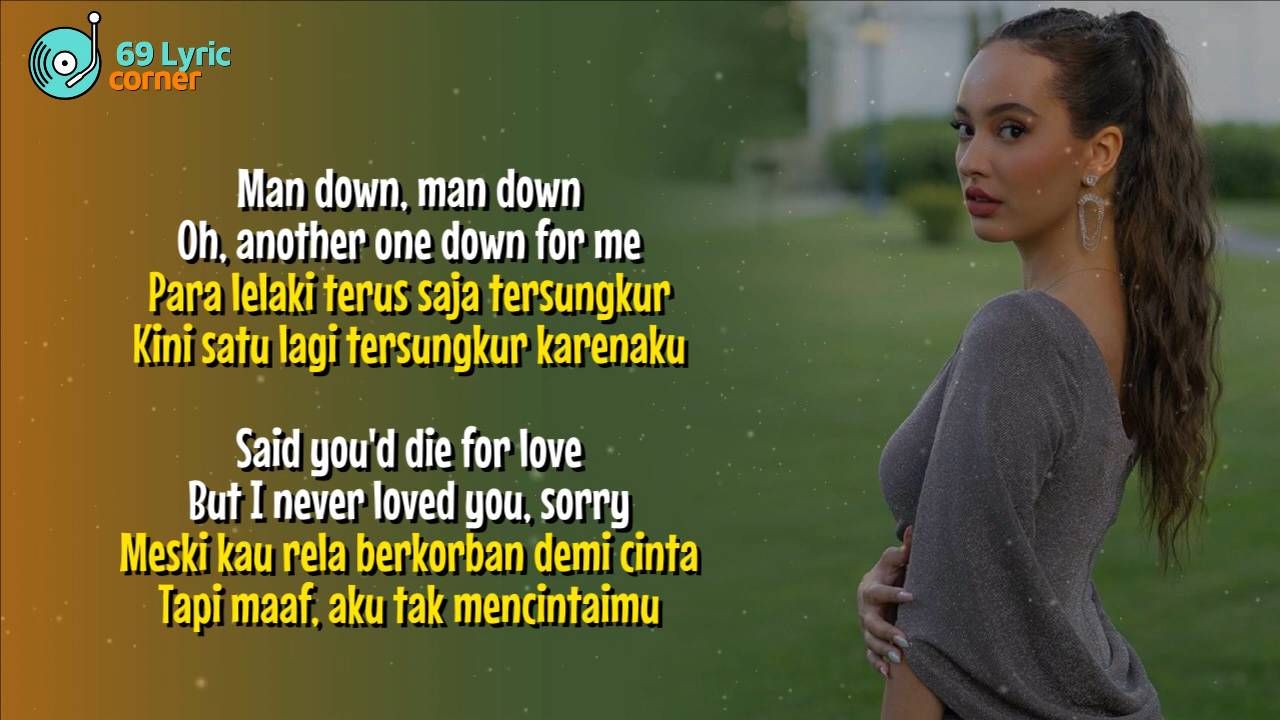 69 Lyric
corner
Man down, man down
Oh, another one down for me
Para lelaki terus saja tersungkur
Kini satu lagi tersungkur karenaku
Said you'd die for love
But I never loved you, sorry
Meski kau rela berkorban demi cinta
Tapi maaf, aku tak mencintaimu